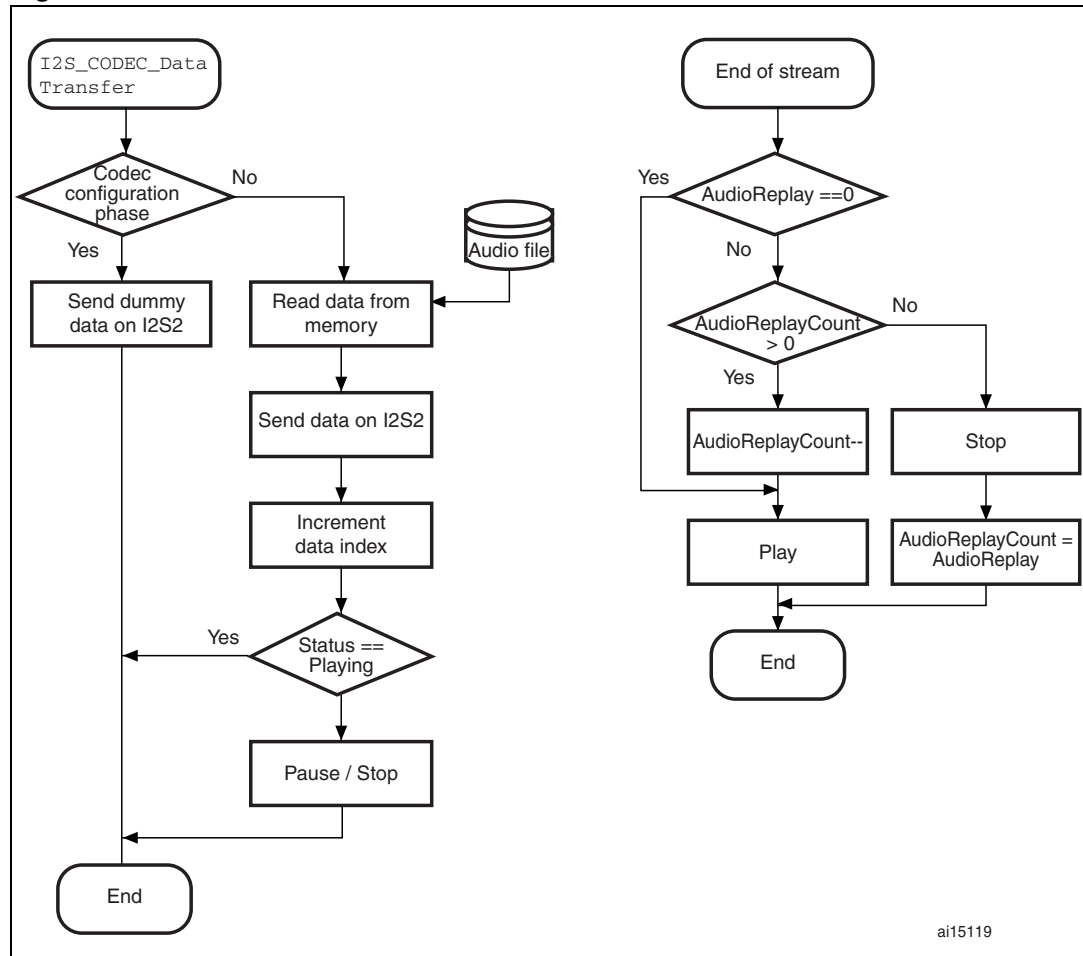 I2S_CODEC_Data
Transfer
Codec
configuration
phase
No
Yes
Audio file
Send dummy
data on I2S2
Read data from
memory
Send data on I2S2
Increment
data index
Yes
Status ==
Playing
Pause / Stop
End
End of stream
Yes
AudioReplay ==0
No
AudioReplayCount
> 0
No
Yes
AudioReplayCount--
Stop
Play
AudioReplayCount =
AudioReplay
End
ai15119